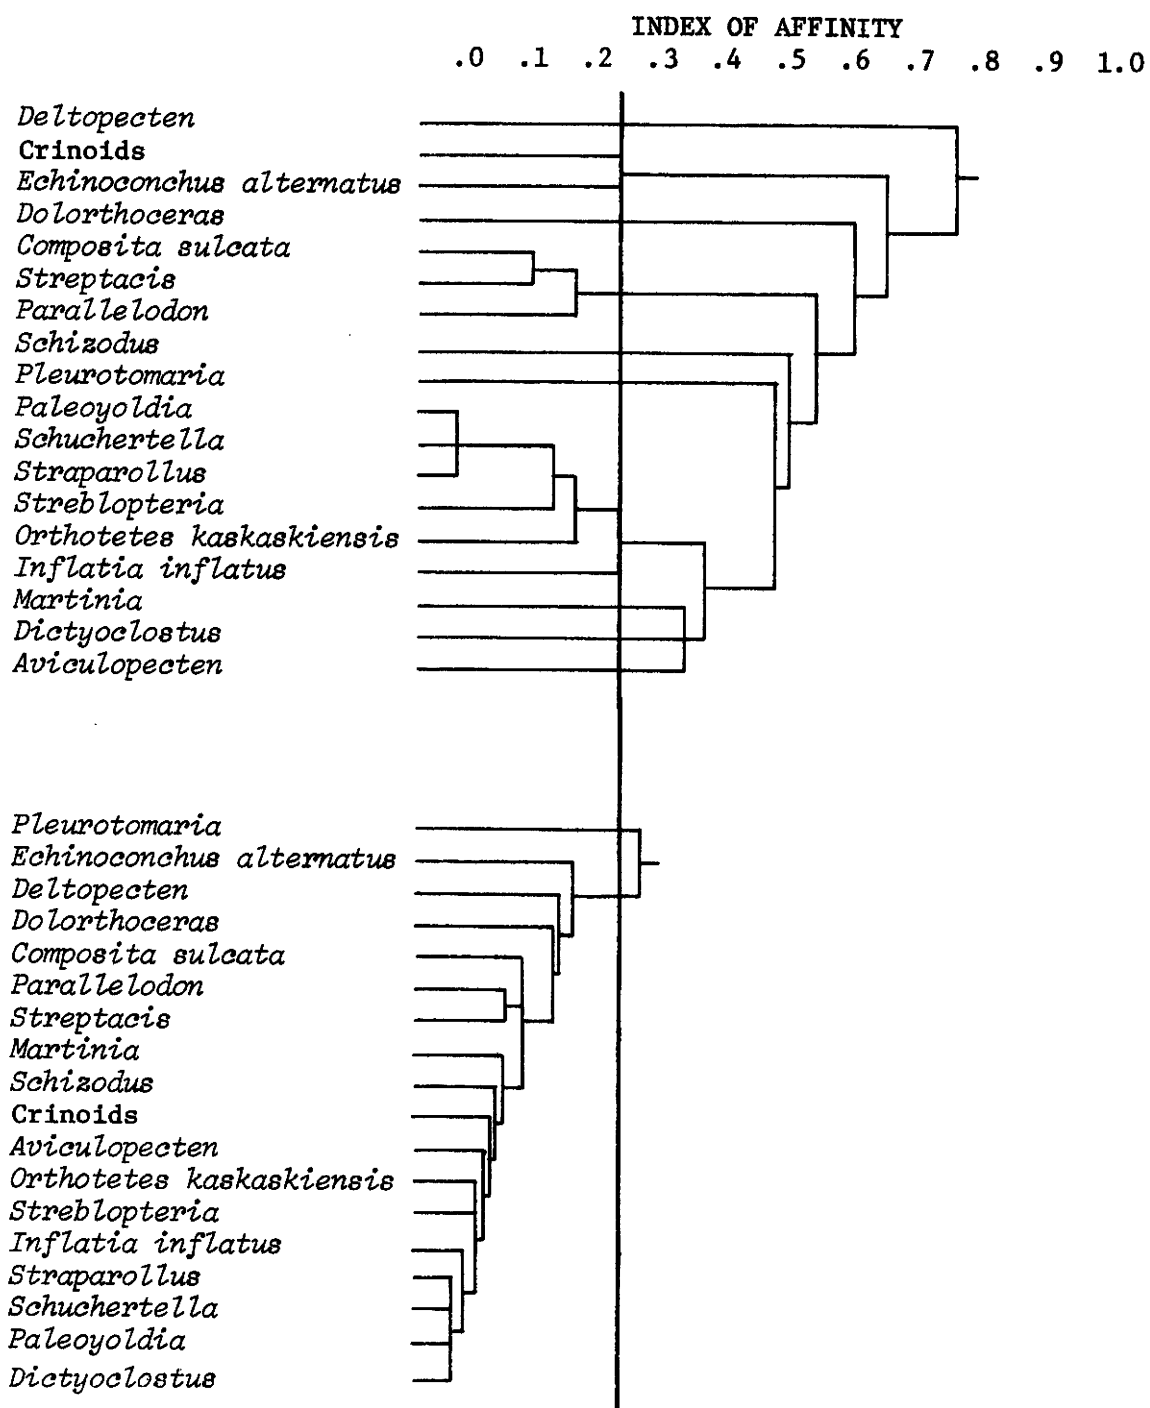 INDEX OF AFFINITY
.0 .1 .2 .3 .4 .5 .6 .7 .8 .9 1.0
Deltopecten
Crinoids
Echinoconchus alternatus
Dolorthoceras
Composita sulcata
Streptacis
Parallelodon
Schizodus
Pleurotomaria
Paleoyoldia
Schuchertella
Straparollus
Streblopteria
Orthotetes kaskaskiensis
Inflatia inflatus
Martinia
Dictyoclostus
Aviculopecten
Pleurotomaria
Echinoconchus alternatus
Deltopecten
Dolorthoceras
Composita sulcata
Parallelodon
Streptacis
Martinia
Schizodus
Crinoids
Aviculopecten
Orthotetes kaskaskiensis
Streblopteria
Inflatia inflatus
Straparollus
Schuchertella
Paleoyoldia
Dictyoclostus